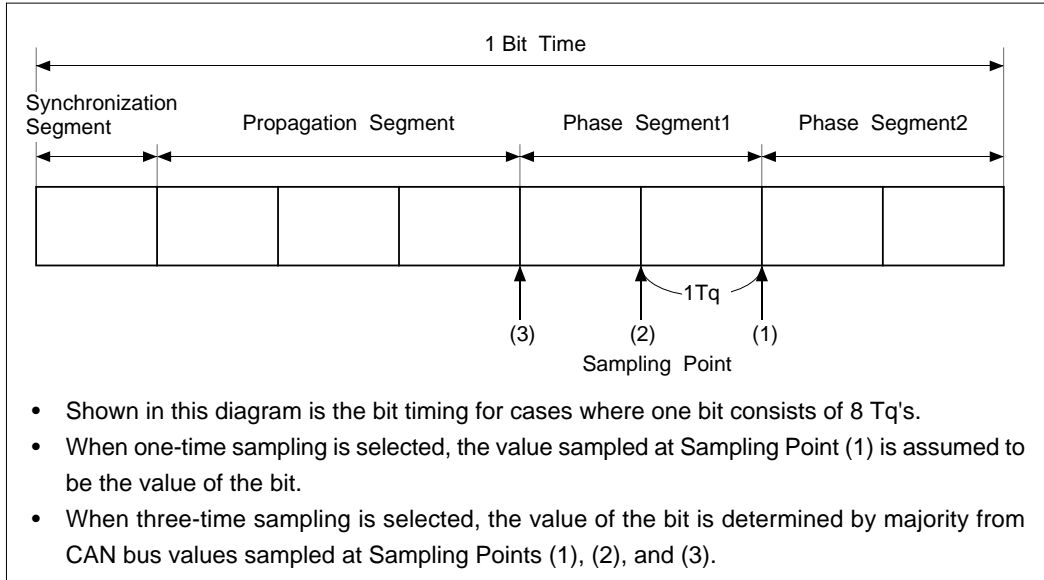 1 Bit Time
Synchronization
Segment
Propagation Segment
Phase Segment1
Phase Segment2
1Tq
(3)
(2)
(1)
Sampling Point
• Shown in this diagram is the bit timing for cases where one bit consists of 8 Tq's.
• When one-time sampling is selected, the value sampled at Sampling Point (1) is assumed to
be the value of the bit.
• When three-time sampling is selected, the value of the bit is determined by majority from
CAN bus values sampled at Sampling Points (1), (2), and (3).